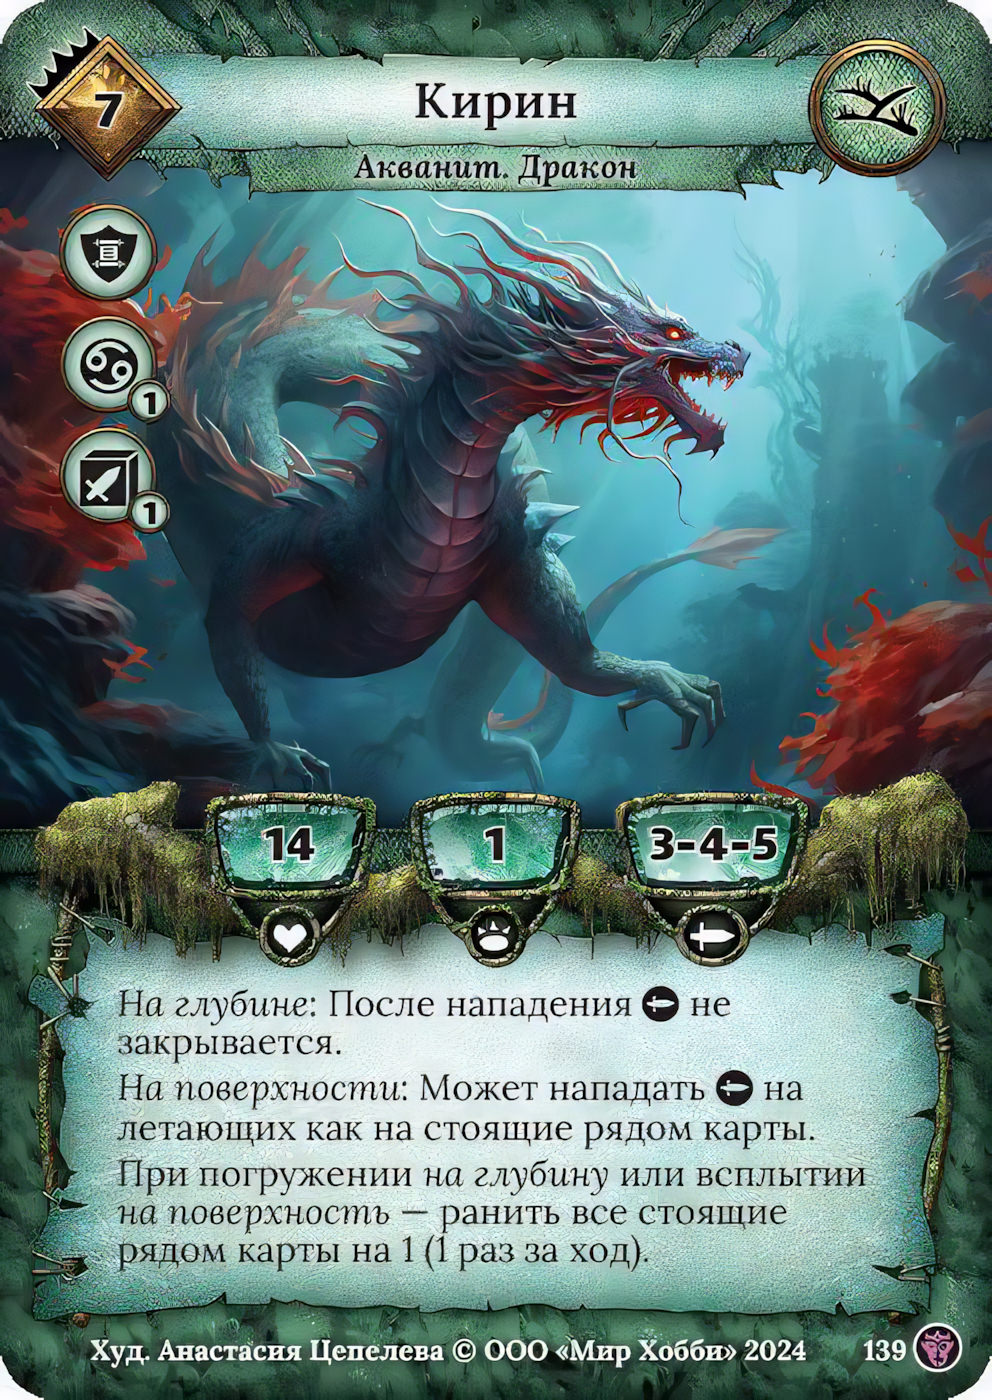 7
Кирин
Акванит. Дракон
1
1
14
1
3-4-5
На глубине: После нападения не
закрывается.
На поверхности: Может нападать на
летающих как на стоящие рядом карты.
При погружении на глубину или всплытии
на поверхность — ранить все стоящие
рядом карты на 1 (1 раз за ход).
Худ. Анастасия Цепелева © ООО «Мир Хобби» 2024
139